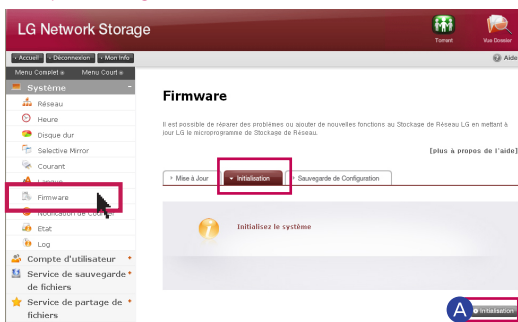 LG Network Storage
Torrent
Vue Dossier
Accueil
Déconnexion
Mon Info
Aide
Menu Complet
Menu Court
Système
Réseau
Heure
Disque dur
Selective Mirror
Courant
Langue
Firmware
Notification de Courriel
Etat
Log
Compte d'utilisateur
Service de sauvegarde
de fichiers
Service de partage de
fichiers
Firmware
Il est possible de réparer des problèmes ou ajouter de nouvelles fonctions au Stockage de Réseau LG en mettant à
jour LG le microprogramme de Stockage de Réseau.
[plus à propos de l'aide]
Mise à Jour
Initialisation
Sauvegarde de Configuration
Initialisez le système
A
Initialisation